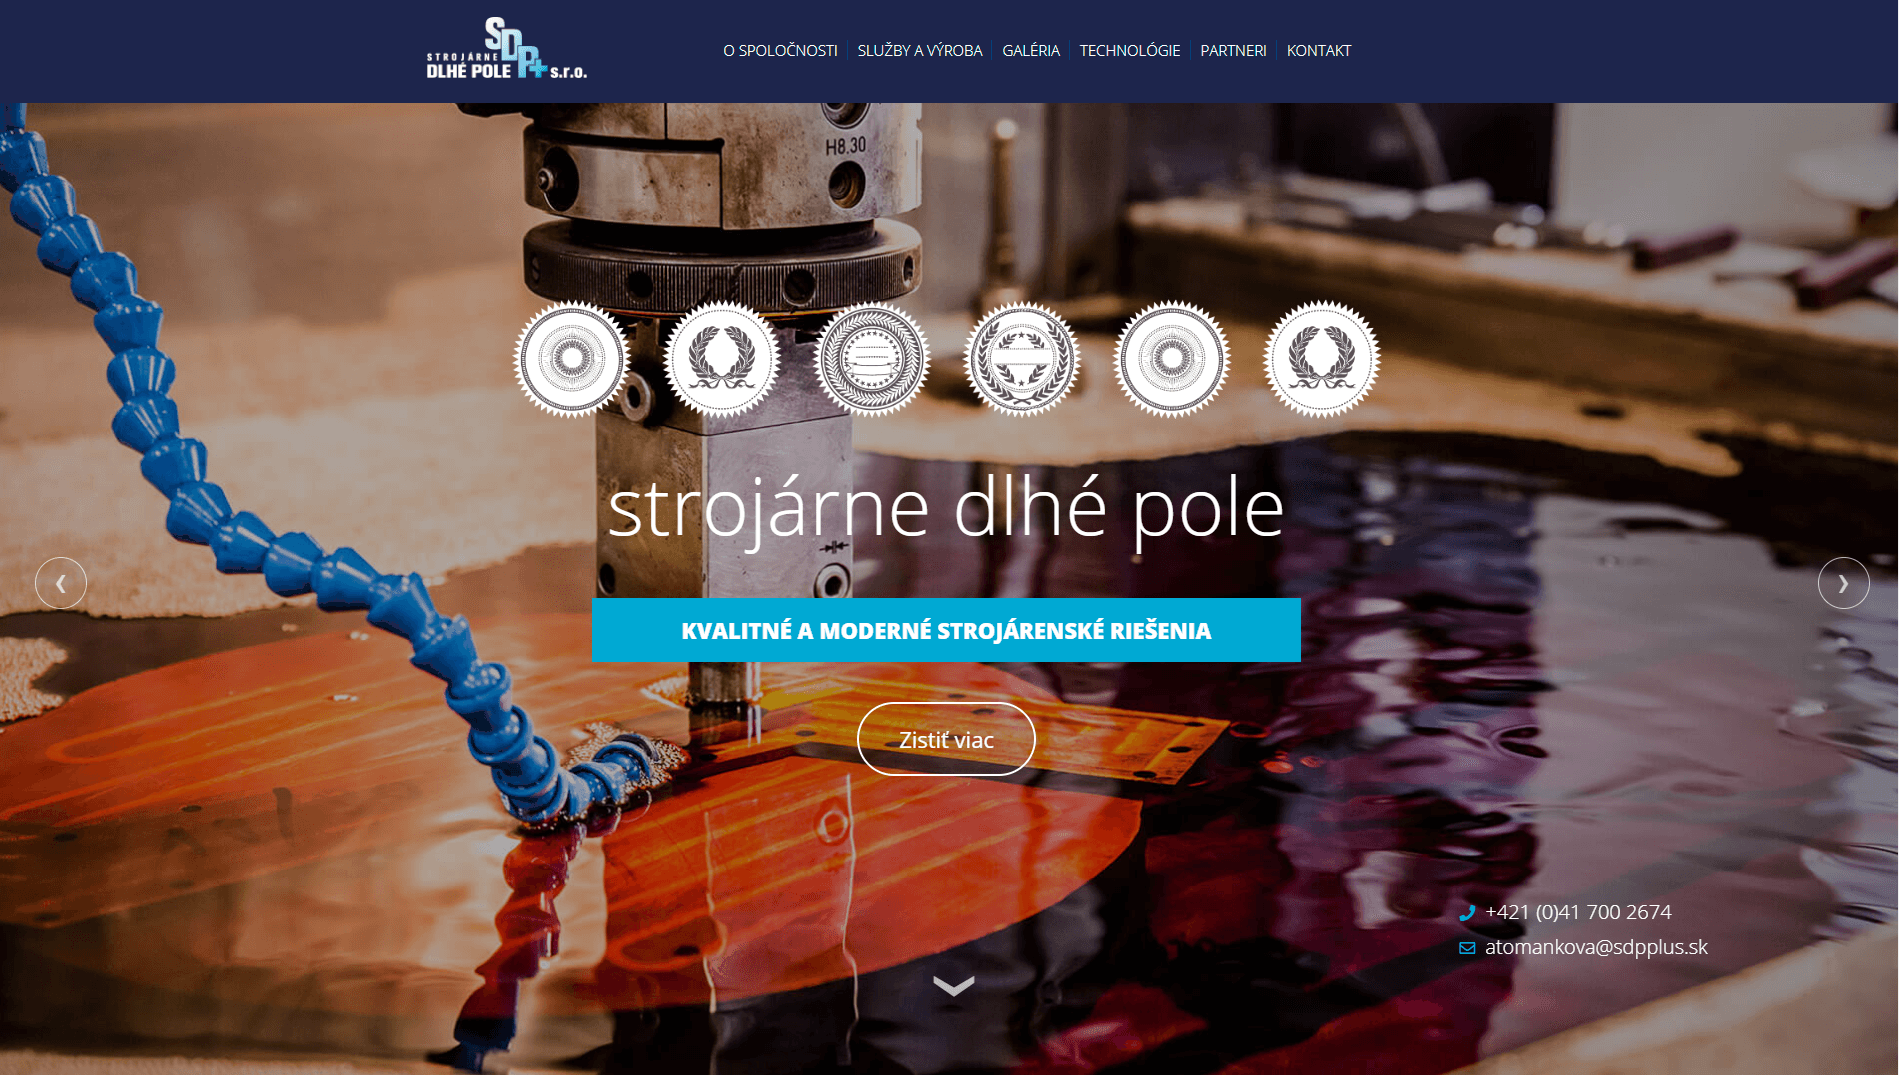 STROJÁRNE
DLHÉ POLE SDP+ s.r.o.
O SPOLOČNOSTI
SLUŽBY A VÝROBA
GALÉRIA
TECHNOLÓGIE
PARTNERI
KONTAKT
H8.30
strojárne dlhé pole
KVALITNÉ A MODERNÉ STROJÁRENSKÉ RIEŠENIA
Zistiť viac
+421 (0)41 700 2674
atomankova@sdpplus.sk